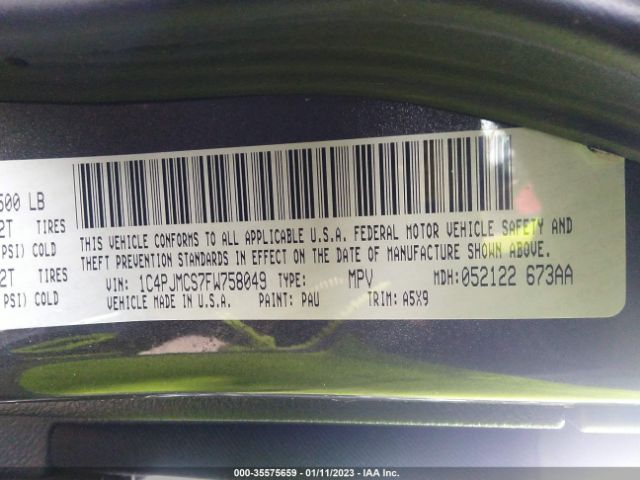 500 LB
2T TIRES
PSI) COLD
2T TIRES
PSI) COLD
THIS VEHICLE CONFORMS TO ALL APPLICABLE U.S.A. FEDERAL MOTOR VEHICLE SAFETY AND
THEFT PREVENTION STANDARDS IN EFFECT ON THE DATE OF MANUFACTURE SHOWN ABOVE.
VIN: 1C4PJMCS7FW758049 TYPE: MPV MDH: 052122 673AA
VEHICLE MADE IN U.S.A. PAINT: PAU TRIM: A5X9
000-35575659 - 01/11/2023 - IAA Inc.